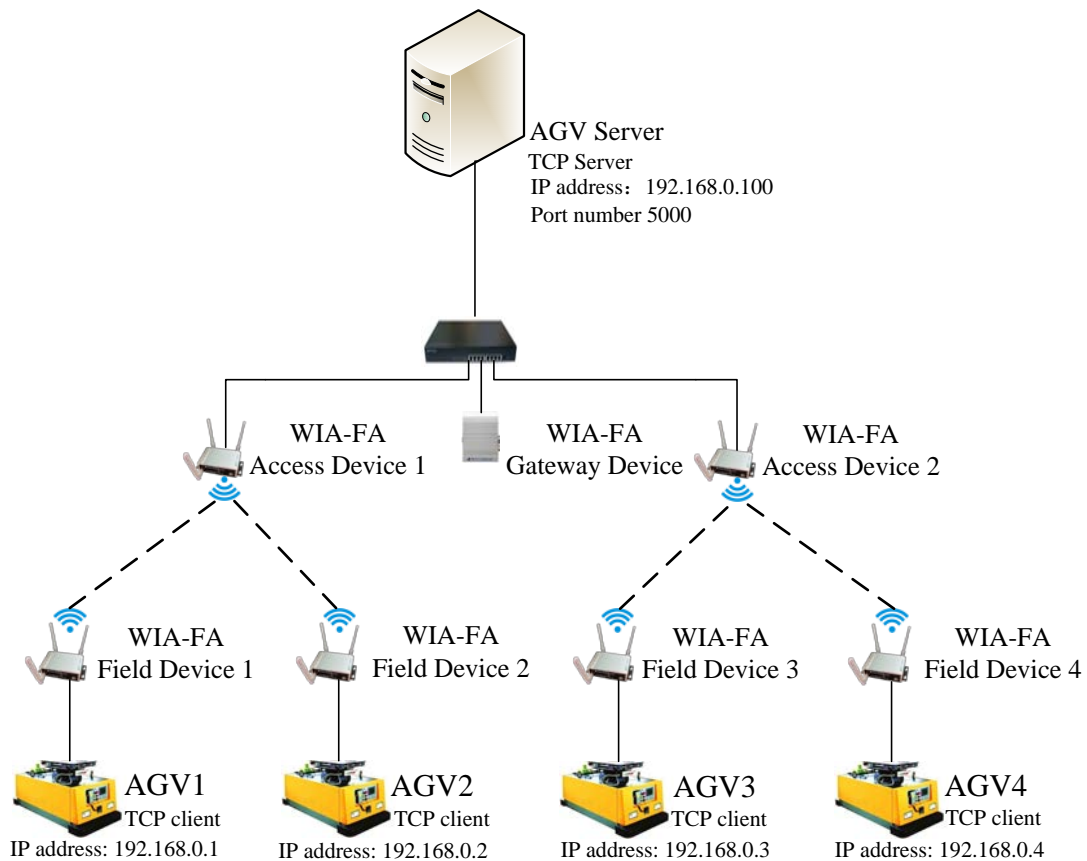 AGV Server
TCP Server
IP address：192.168.0.100
Port number 5000
WIA-FA
Access Device 1
WIA-FA
Gateway Device
WIA-FA
Access Device 2
WIA-FA
Field Device 1
WIA-FA
Field Device 2
WIA-FA
Field Device 3
WIA-FA
Field Device 4
AGV1
TCP client
IP address: 192.168.0.1
AGV2
TCP client
IP address: 192.168.0.2
AGV3
TCP client
IP address: 192.168.0.3
AGV4
TCP client
IP address: 192.168.0.4